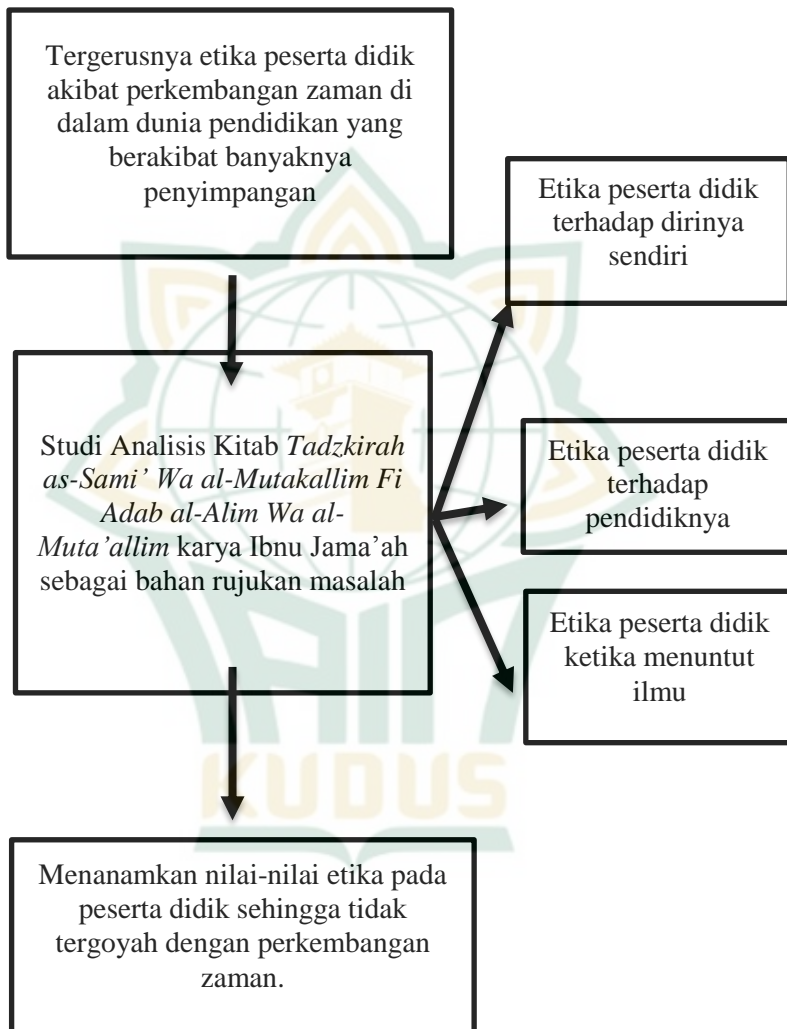 Tergerusnya etika peserta didik
akibat perkembangan zaman di
dalam dunia pendidikan yang
berakibat banyaknya
penyimpangan
Etika peserta didik
terhadap dirinya
sendiri
Studi Analisis Kitab Tadzkirah
as-Sami’ Wa al-Mutakallim Fi
Adab al-Alim Wa al-
Muta’allim karya Ibnu Jama’ah
sebagai bahan rujukan masalah
Etika peserta didik
terhadap
pendidiknya
Etika peserta didik
ketika menuntut
ilmu
IAIN
KUDUS
Menanamkan nilai-nilai etika pada
peserta didik sehingga tidak
tergoyah dengan perkembangan
zaman.